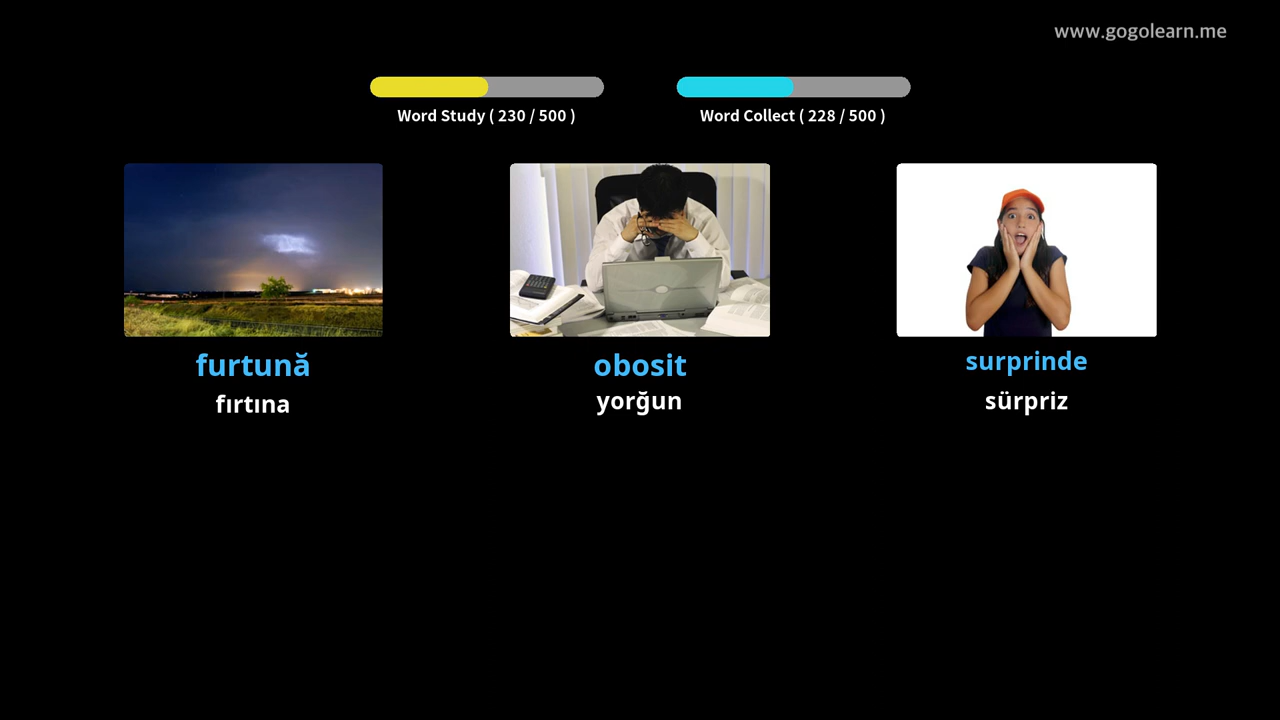 www.gogolearn.me
Word Study ( 230 / 500 )
Word Collect ( 228 / 500 )
furtună
fırtına
obosit
yorğun
surprinde
sürpriz